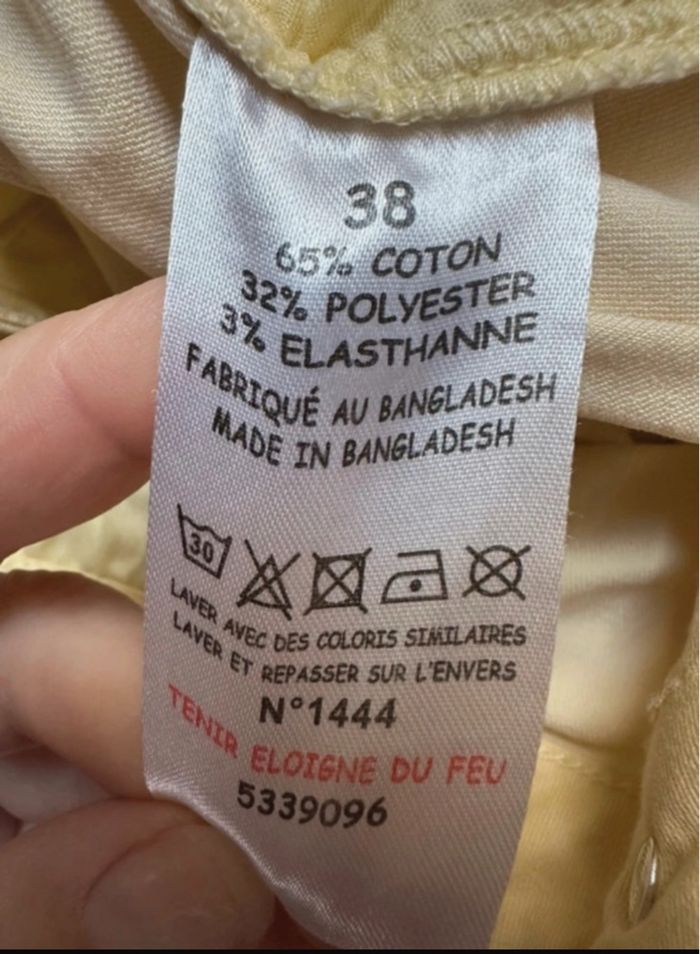 38
65% COTON
32% POLYESTER
3% ELASTHANNE
FABRIQUÉ AU BANGLADESH
MADE IN BANGLADESH
30
LAVER AVEC DES COLORIS SIMILAIRES
LAVER ET REPASSER SUR L'ENVERS
N°1444
TENIR ELOIGNE DU FEU
5339096